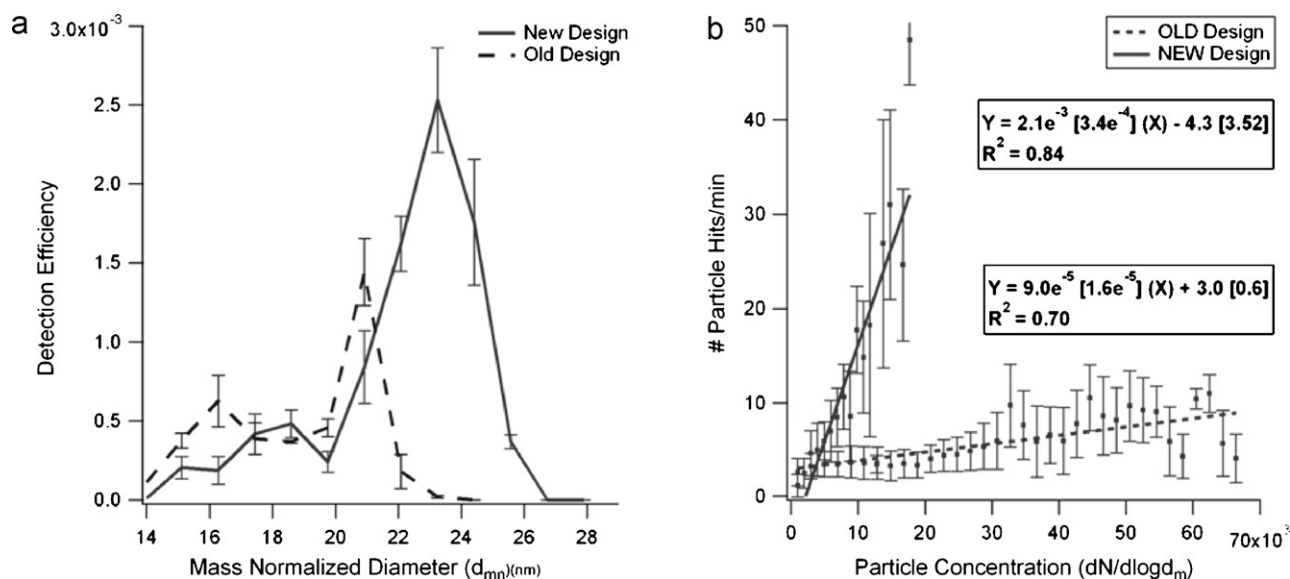 a
3.0x10⁻³
2.5
2.0
1.5
1.0
0.5
0.0
Detection Efficiency
New Design
Old Design
14 16 18 20 22 24 26 28
Mass Normalized Diameter (dmn)(nm)
b
50
40
30
20
10
0
# Particle Hits/min
OLD Design
NEW Design
Y = 2.1e⁻³ [3.4e⁻⁴] (X) - 4.3 [3.52]
R² = 0.84
Y = 9.0e⁻⁵ [1.6e⁻⁵] (X) + 3.0 [0.6]
R² = 0.70
0 10 20 30 40 50 60 70x10⁻³
Particle Concentration (dN/dlogdm)